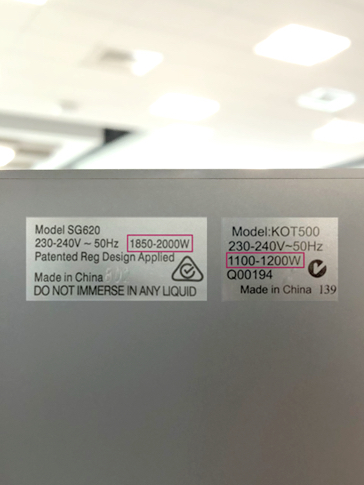 Model SG620
230-240V ~ 50Hz 1850-2000W
Patented Reg Design Applied
Made in China
DO NOT IMMERSE IN ANY LIQUID
Model:KOT500
230-240V~50Hz
1100-1200W
Q00194
Made in China 139